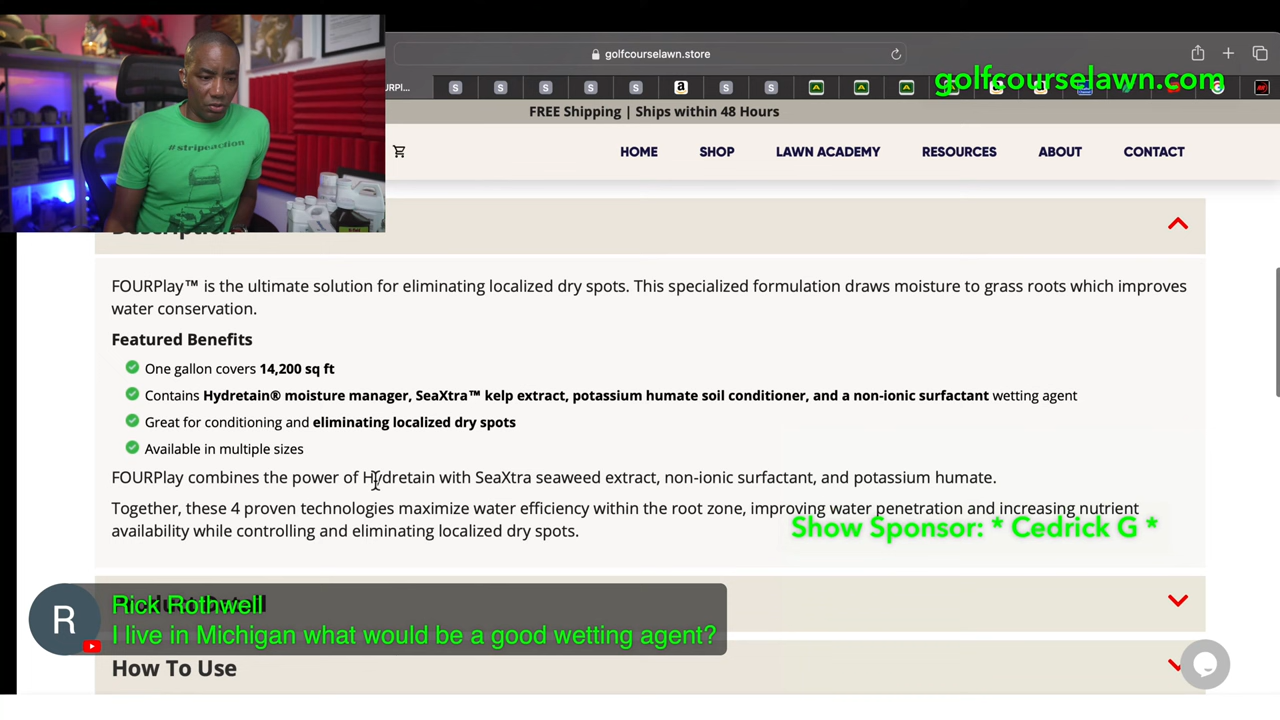 golfcourselawn.store
golfcourselawn.com
FREE Shipping | Ships within 48 Hours
HOME SHOP LAWN ACADEMY RESOURCES ABOUT CONTACT
#stripeaction
Description
FOURPlay™ is the ultimate solution for eliminating localized dry spots. This specialized formulation draws moisture to grass roots which improves
water conservation.
Featured Benefits
One gallon covers 14,200 sq ft
Contains Hydretain® moisture manager, SeaXtra™ kelp extract, potassium humate soil conditioner, and a non-ionic surfactant wetting agent
Great for conditioning and eliminating localized dry spots
Available in multiple sizes
FOURPlay combines the power of Hydretain with SeaXtra seaweed extract, non-ionic surfactant, and potassium humate.
Together, these 4 proven technologies maximize water efficiency within the root zone, improving water penetration and increasing nutrient
availability while controlling and eliminating localized dry spots.
Show Sponsor: * Cedrick G *
R
Rick Rothwell
I live in Michigan what would be a good wetting agent?
How To Use